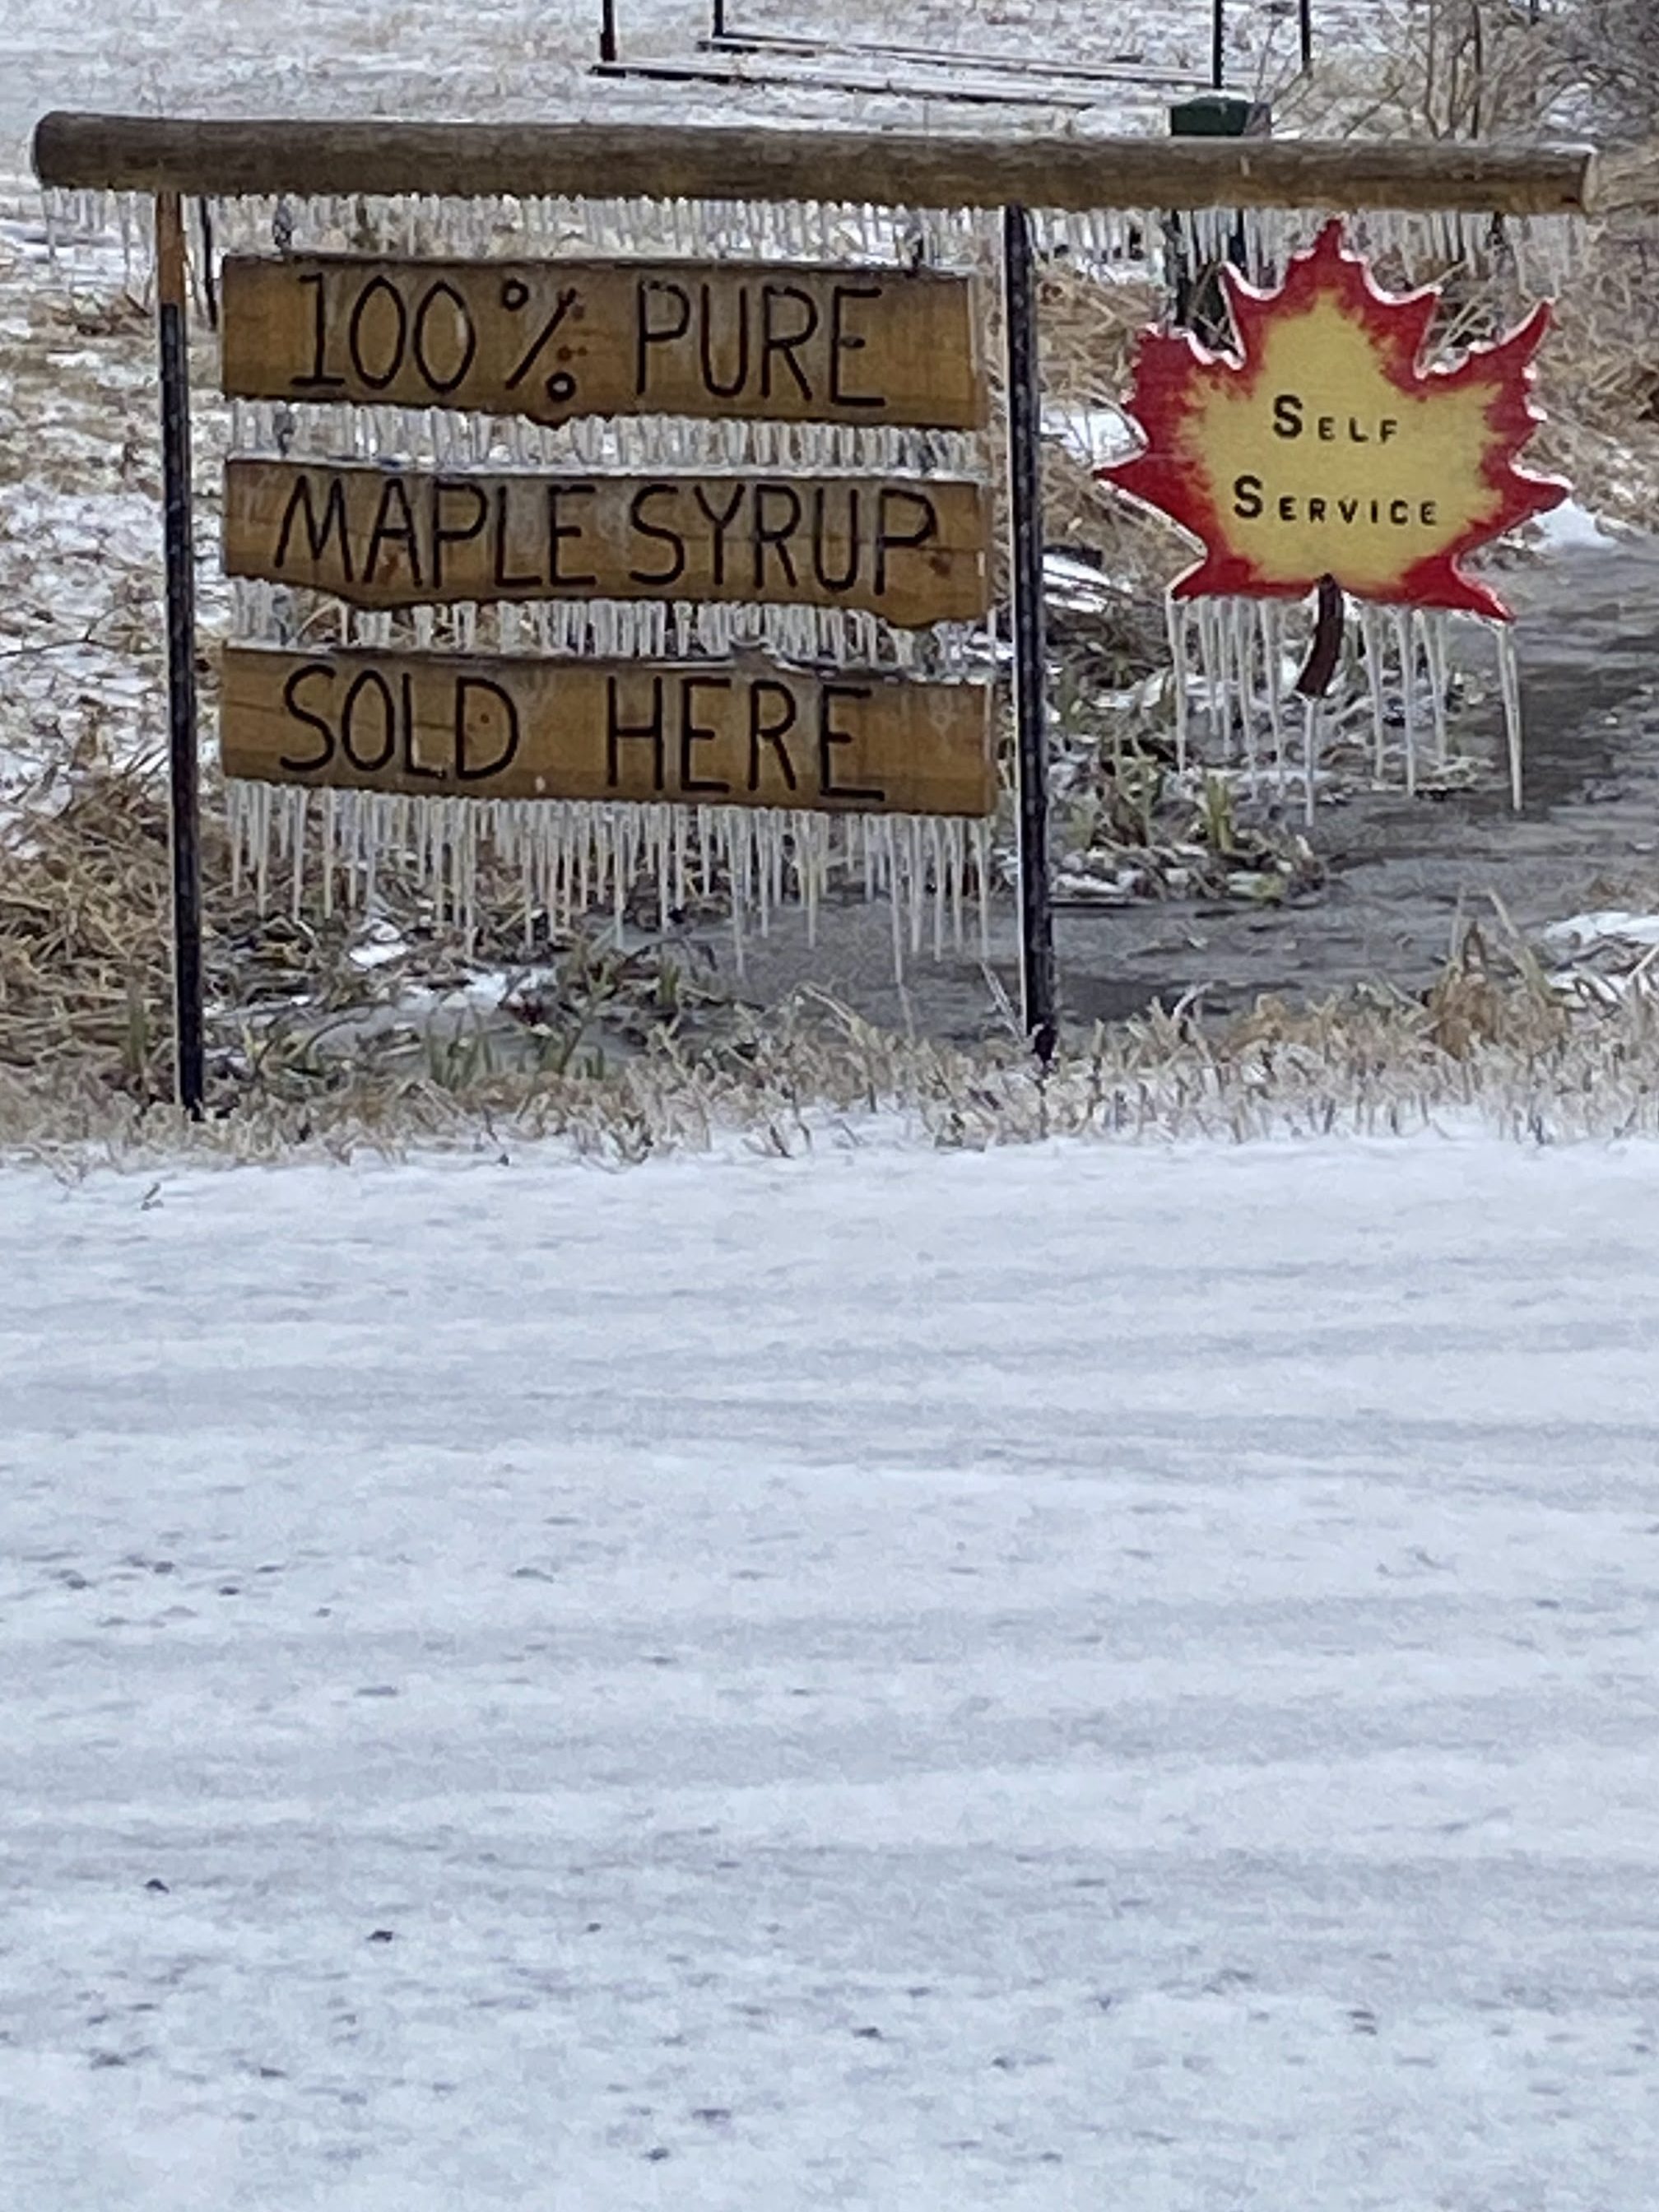 100% PURE
MAPLE SYRUP
SOLD HERE
SELF
SERVICE